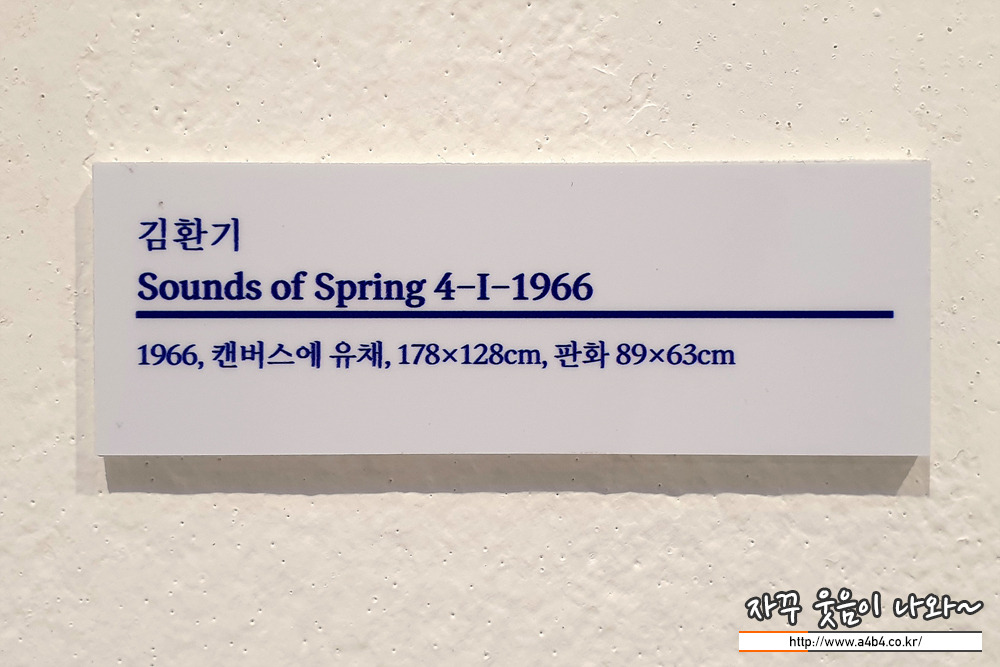 김환기
Sounds of Spring 4-I-1966
1966, 캔버스에 유채, 178×128cm, 판화 89×63cm
자꾸 웃음이 나와~
http://www.a4b4.co.kr/